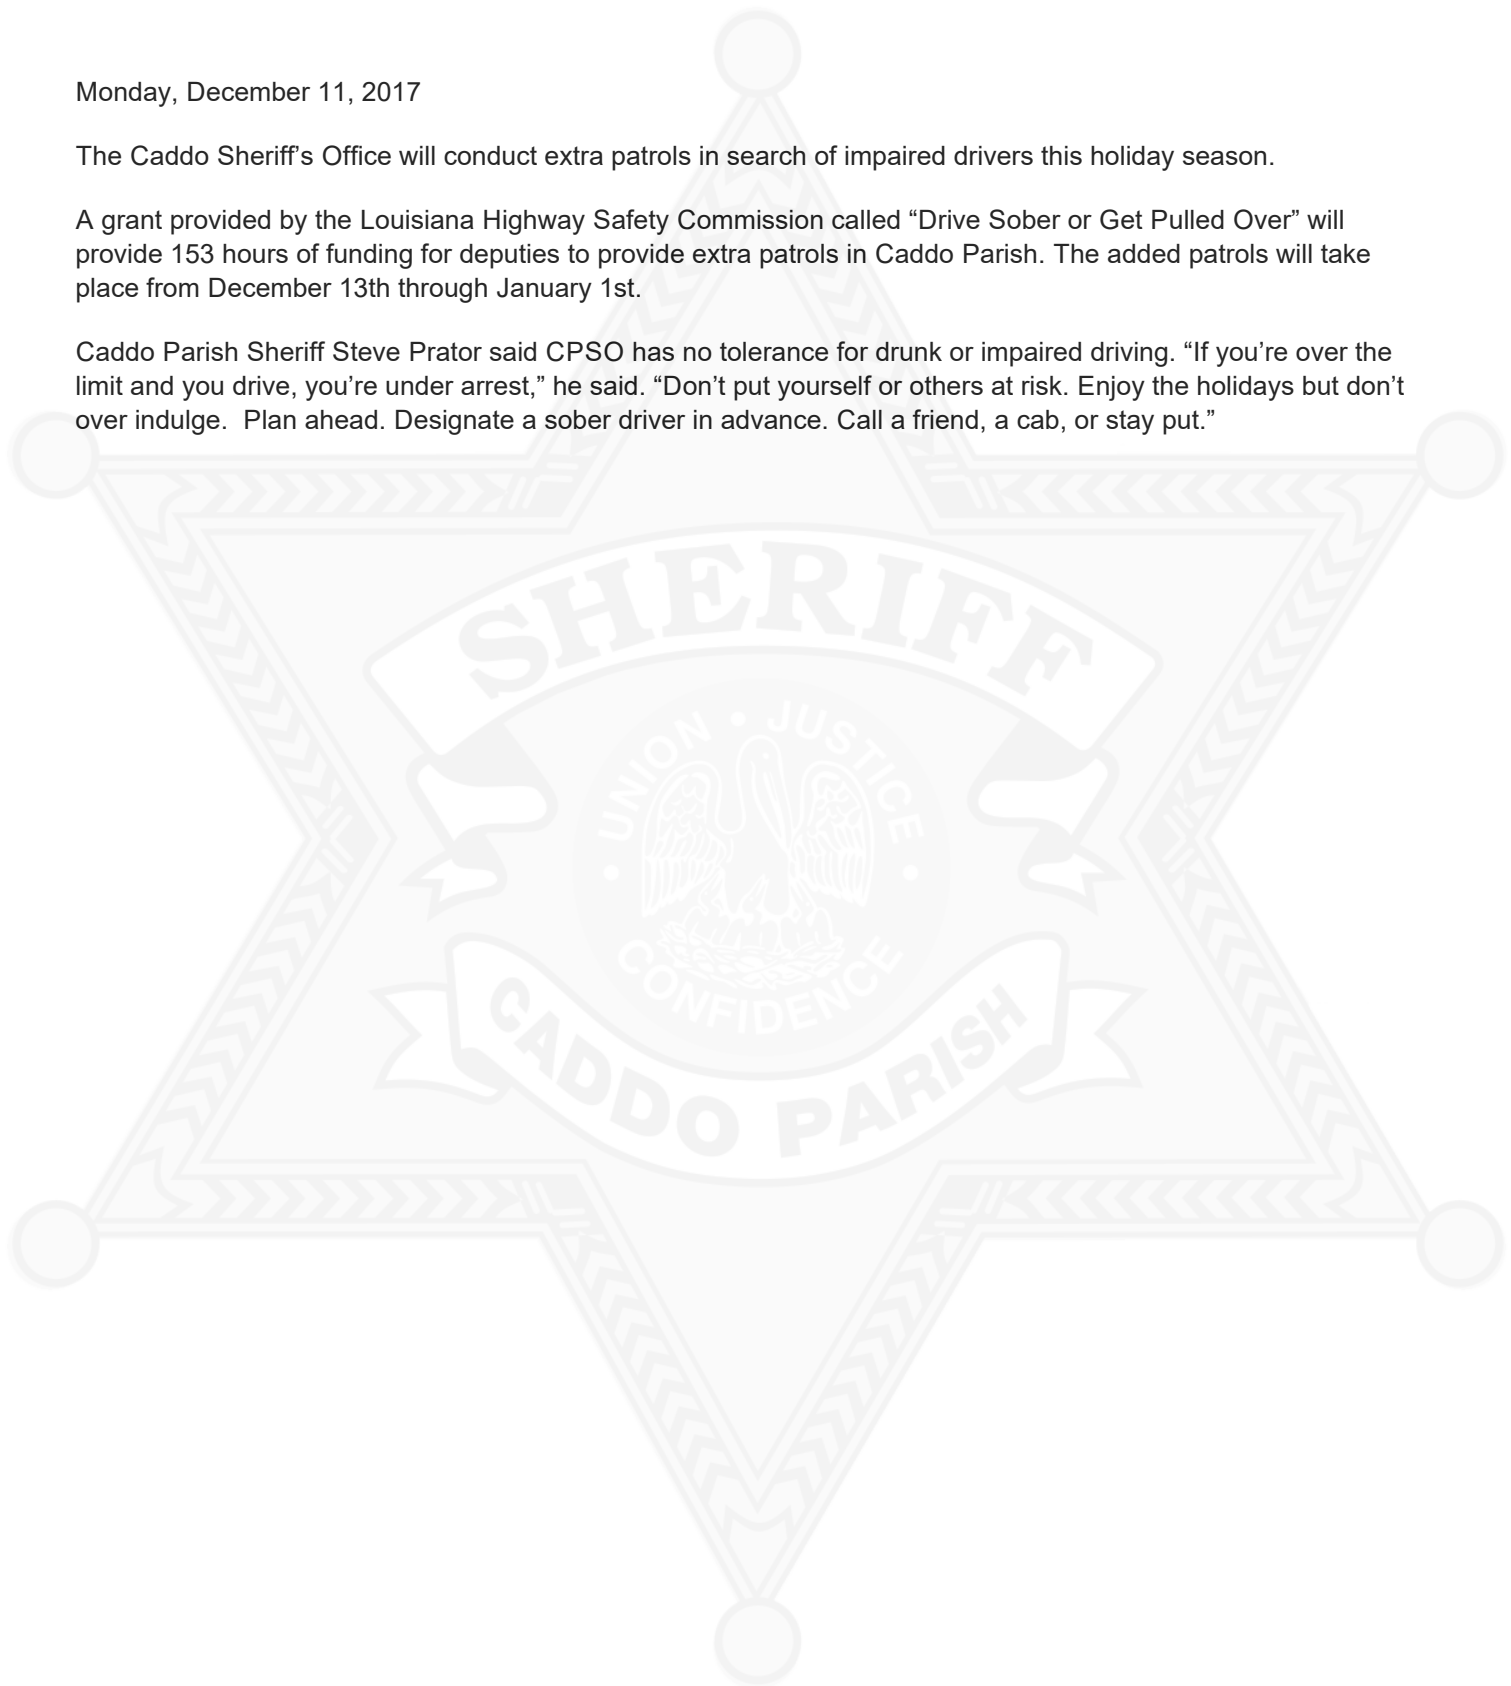 Monday, December 11, 2017
The Caddo Sheriff’s Office will conduct extra patrols in search of impaired drivers this holiday season.
A grant provided by the Louisiana Highway Safety Commission called “Drive Sober or Get Pulled Over” will
provide 153 hours of funding for deputies to provide extra patrols in Caddo Parish. The added patrols will take
place from December 13th through January 1st.
Caddo Parish Sheriff Steve Prator said CPSO has no tolerance for drunk or impaired driving. “If you’re over the
limit and you drive, you’re under arrest,” he said. “Don’t put yourself or others at risk. Enjoy the holidays but don’t
over indulge.  Plan ahead. Designate a sober driver in advance. Call a friend, a cab, or stay put.”
SHERIFF
UNION • JUSTICE
• CONFIDENCE •
CADDO PARISH